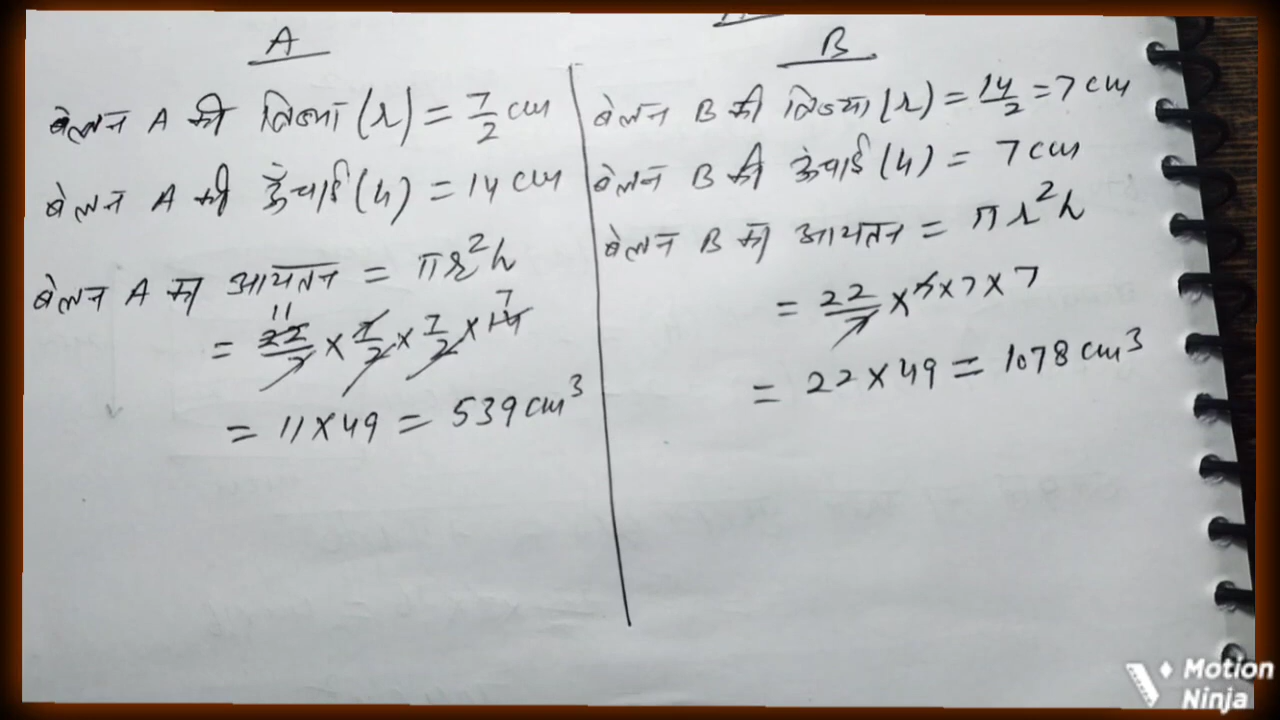 A
बेलन A की त्रिज्या (r) = 7/2 cm
बेलन A की ऊँचाई (h) = 14 cm
बेलन A का आयतन = πr²h
= 22/7 × 7/2 × 7/2 × 14
11 7
= 11 × 49 = 539 cm³
B
बेलन B की त्रिज्या (r) = 14/2 = 7 cm
बेलन B की ऊँचाई (h) = 7 cm
बेलन B का आयतन = πr²h
= 22/7 × 7 × 7 × 7
= 22 × 49 = 1078 cm³
Motion
Ninja